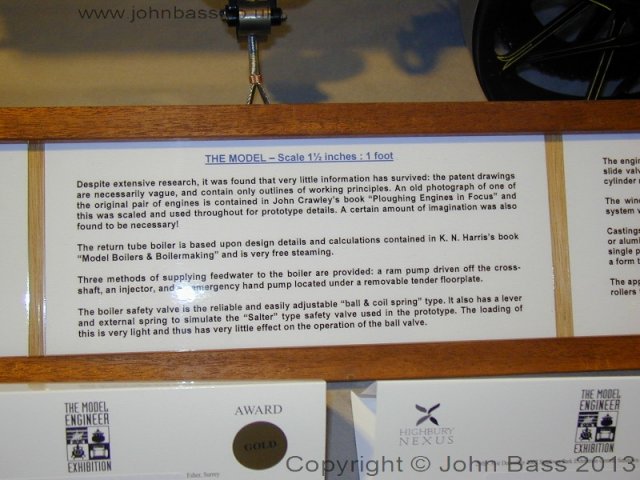 www.johnbass
THE MODEL – Scale 1½ inches : 1 foot
Despite extensive research, it was found that very little information has survived: the patent drawings
are necessarily vague, and contain only outlines of working principles. An old photograph of one of
the original pair of engines is contained in John Crawley's book "Ploughing Engines in Focus" and
this was scaled and used throughout for prototype details. A certain amount of imagination was also
found to be necessary!
The return tube boiler is based upon design details and calculations contained in K. N. Harris's book
"Model Boilers & Boilermaking" and is very free steaming.
Three methods of supplying feedwater to the boiler are provided: a ram pump driven off the cross-
shaft, an injector, and emergency hand pump located under a removable tender floorplate.
The boiler safety valve is the reliable and easily adjustable "ball & coil spring" type. It also has a lever
and external spring to simulate the "Salter" type safety valve used in the prototype. The loading of
this is very light and thus has very little effect on the operation of the ball valve.
The engin
slide valv
cylinder
The wind
system w
Castings
or alumi
single p
a form t
The app
rollers
THE MODEL
ENGINEER
EXHIBITION
AWARD
GOLD
Fisher, Surrey
HIGHBURY
NEXUS
THE MODEL
ENGINEER
EXHIBITION
Copyright © John Bass 2013